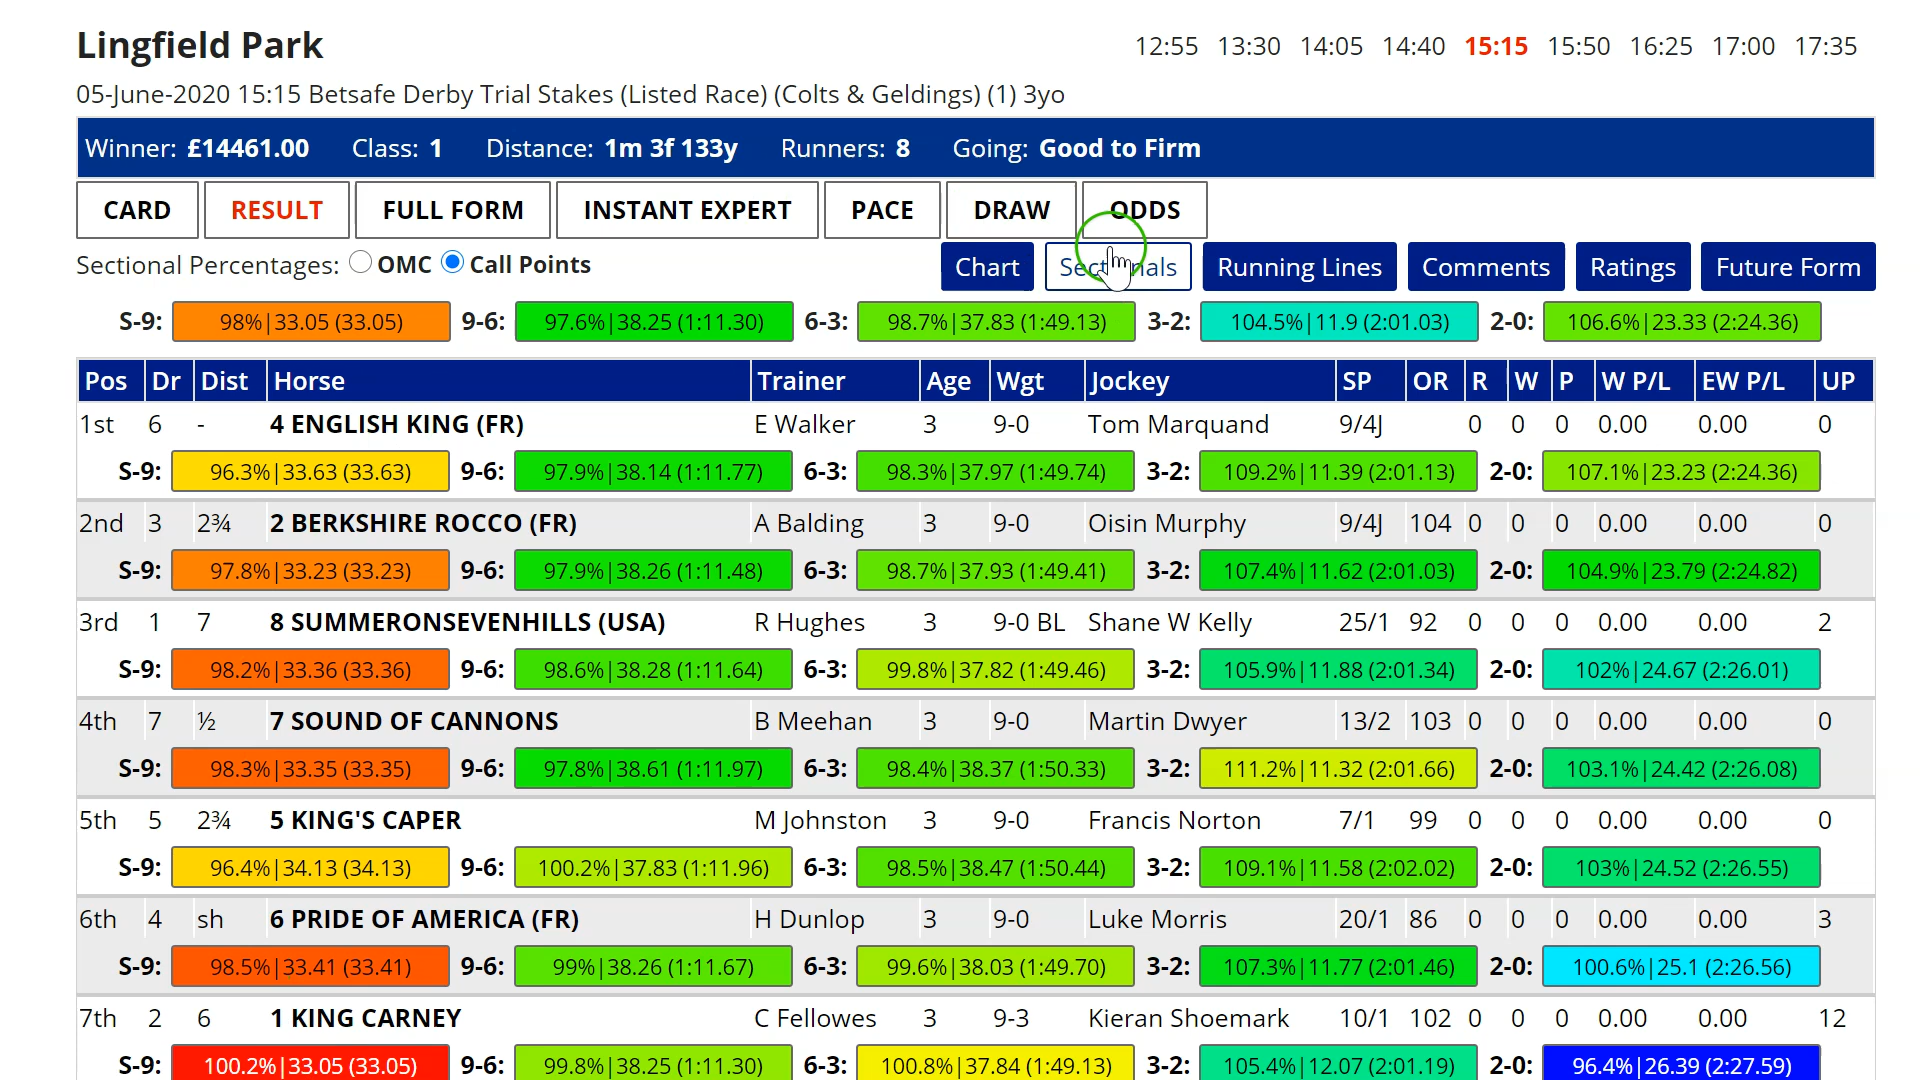 Lingfield Park
12:55 13:30 14:05 14:40 15:15 15:50 16:25 17:00 17:35
05-June-2020 15:15 Betsafe Derby Trial Stakes (Listed Race) (Colts & Geldings) (1) 3yo
Winner: £14461.00 Class: 1 Distance: 1m 3f 133y Runners: 8 Going: Good to Firm
CARD RESULT FULL FORM INSTANT EXPERT PACE DRAW ODDS
Sectional Percentages: OMC Call Points Chart Sectionals Running Lines Comments Ratings Future Form
S-9: 98%|33.05 (33.05) 9-6: 97.6%|38.25 (1:11.30) 6-3: 98.7%|37.83 (1:49.13) 3-2: 104.5%|11.9 (2:01.03) 2-0: 106.6%|23.33 (2:24.36)
Pos Dr Dist Horse Trainer Age Wgt Jockey SP OR R W P W P/L EW P/L UP
1st 6 - 4 ENGLISH KING (FR) E Walker 3 9-0 Tom Marquand 9/4J 0 0 0 0.00 0.00 0
S-9: 96.3%|33.63 (33.63) 9-6: 97.9%|38.14 (1:11.77) 6-3: 98.3%|37.97 (1:49.74) 3-2: 109.2%|11.39 (2:01.13) 2-0: 107.1%|23.23 (2:24.36)
2nd 3 2¾ 2 BERKSHIRE ROCCO (FR) A Balding 3 9-0 Oisin Murphy 9/4J 104 0 0 0 0.00 0.00 0
S-9: 97.8%|33.23 (33.23) 9-6: 97.9%|38.26 (1:11.48) 6-3: 98.7%|37.93 (1:49.41) 3-2: 107.4%|11.62 (2:01.03) 2-0: 104.9%|23.79 (2:24.82)
3rd 1 7 8 SUMMERONSEVENHILLS (USA) R Hughes 3 9-0 BL Shane W Kelly 25/1 92 0 0 0 0.00 0.00 2
S-9: 98.2%|33.36 (33.36) 9-6: 98.6%|38.28 (1:11.64) 6-3: 99.8%|37.82 (1:49.46) 3-2: 105.9%|11.88 (2:01.34) 2-0: 102%|24.67 (2:26.01)
4th 7 ½ 7 SOUND OF CANNONS B Meehan 3 9-0 Martin Dwyer 13/2 103 0 0 0 0.00 0.00 0
S-9: 98.3%|33.35 (33.35) 9-6: 97.8%|38.61 (1:11.97) 6-3: 98.4%|38.37 (1:50.33) 3-2: 111.2%|11.32 (2:01.66) 2-0: 103.1%|24.42 (2:26.08)
5th 5 2¾ 5 KING'S CAPER M Johnston 3 9-0 Francis Norton 7/1 99 0 0 0 0.00 0.00 0
S-9: 96.4%|34.13 (34.13) 9-6: 100.2%|37.83 (1:11.96) 6-3: 98.5%|38.47 (1:50.44) 3-2: 109.1%|11.58 (2:02.02) 2-0: 103%|24.52 (2:26.55)
6th 4 sh 6 PRIDE OF AMERICA (FR) H Dunlop 3 9-0 Luke Morris 20/1 86 0 0 0 0.00 0.00 3
S-9: 98.5%|33.41 (33.41) 9-6: 99%|38.26 (1:11.67) 6-3: 99.6%|38.03 (1:49.70) 3-2: 107.3%|11.77 (2:01.46) 2-0: 100.6%|25.1 (2:26.56)
7th 2 6 1 KING CARNEY C Fellowes 3 9-3 Kieran Shoemark 10/1 102 0 0 0 0.00 0.00 12
S-9: 100.2%|33.05 (33.05) 9-6: 99.8%|38.25 (1:11.30) 6-3: 100.8%|37.84 (1:49.13) 3-2: 105.4%|12.07 (2:01.19) 2-0: 96.4%|26.39 (2:27.59)